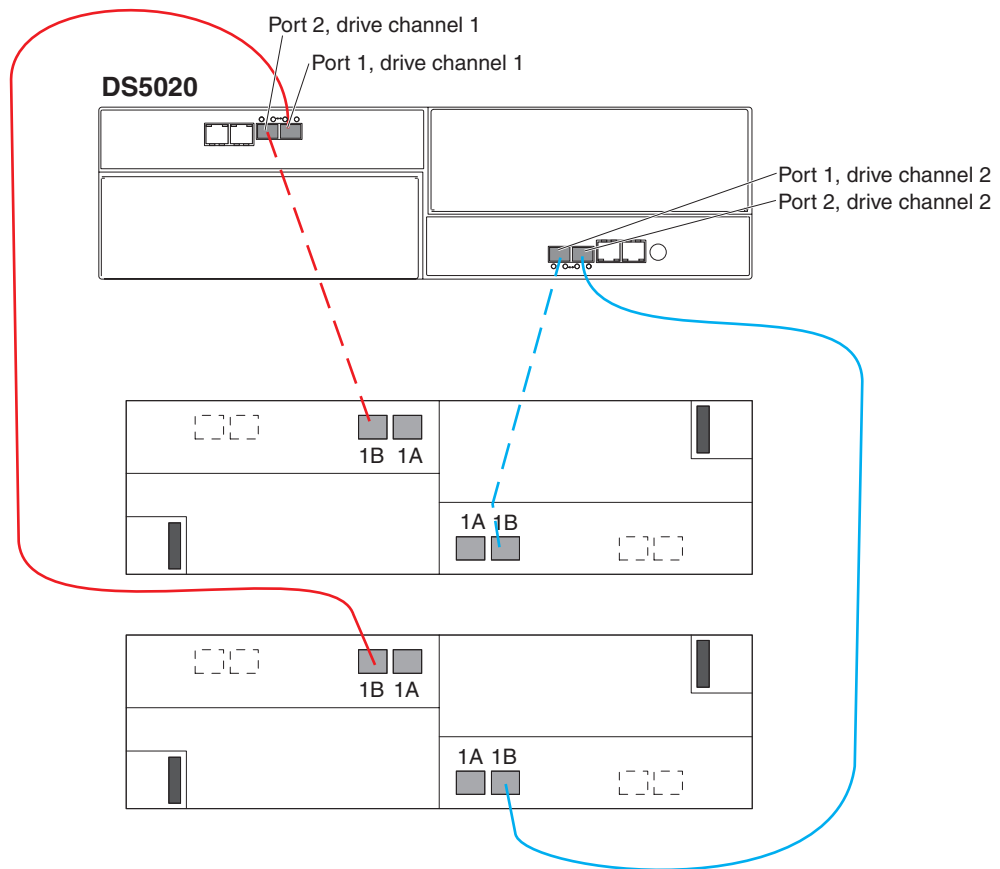 Port 2, drive channel 1
Port 1, drive channel 1
DS5020
Port 1, drive channel 2
Port 2, drive channel 2
1B 1A
1A 1B
1B 1A
1A 1B